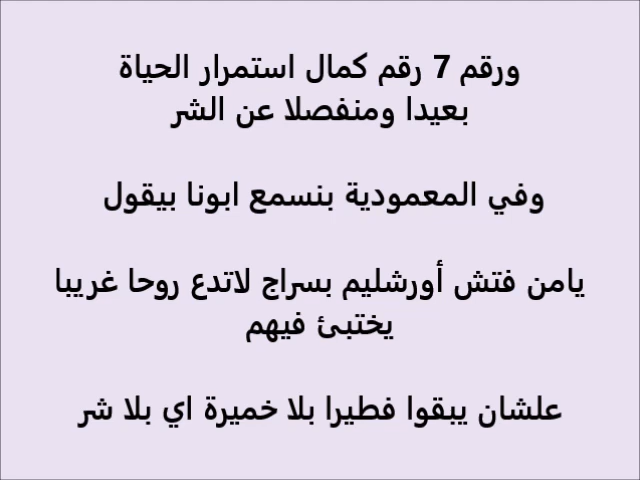 ورقم 7 رقم كمال استمرار الحياة
بعيدا ومنفصلا عن الشر
وفي المعمودية بنسمع ابونا بيقول
يامن فتش أورشليم بسراج لاتدع روحا غريبا
يختبئ فيهم
علشان يبقوا فطيرا بلا خميرة اي بلا شر